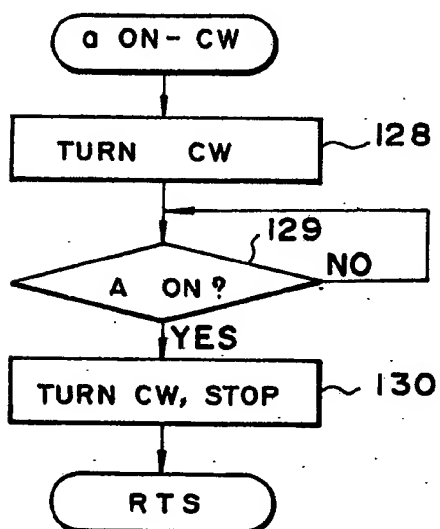 a ON-CW
TURN CW
128
129
A ON?
NO
YES
TURN CW, STOP
130
RTS